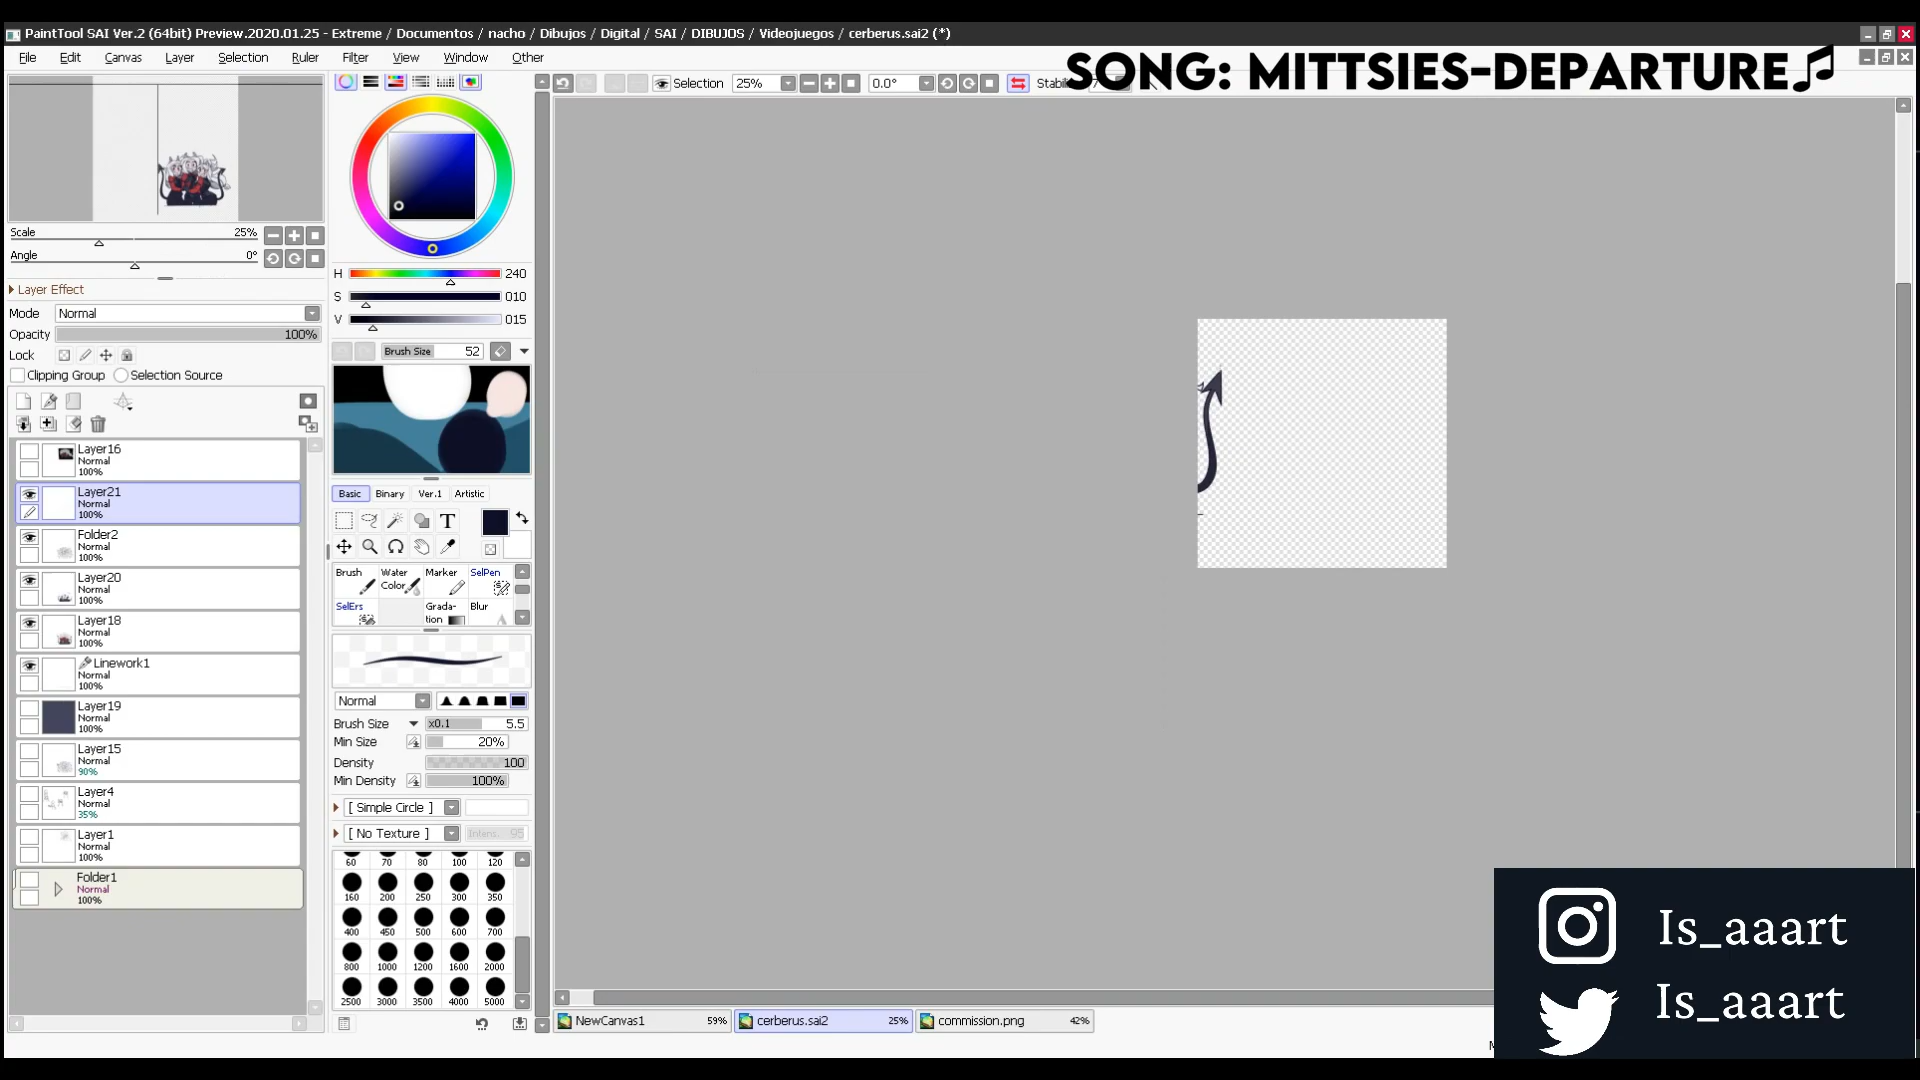 PaintTool SAI Ver.2 (64bit) Preview.2020.01.25 - Extreme / Documentos / nacho / Dibujos / Digital / SAI / DIBUJOS / Videojuegos / cerberus.sai2 (*)
File Edit Canvas Layer Selection Ruler Filter View Window Other
SONG: MITTSIES-DEPARTURE
Selection 25% 0.0°
Scale 25%
Angle 0°
Layer Effect
Mode Normal
Opacity 100%
Lock
Clipping Group Selection Source
Layer16
Normal
100%
Layer21
Normal
100%
Folder2
Normal
100%
Layer20
Normal
100%
Layer18
Normal
100%
Linework1
Normal
100%
Layer19
Normal
100%
Layer15
Normal
90%
Layer4
Normal
35%
Layer1
Normal
100%
Folder1
Normal
100%
H 240
S 010
V 015
Brush Size 52
Basic Binary Ver.1 Artistic
T
Brush Water Color Marker SelPen
SelErs Grada-tion Blur
Normal
Brush Size x0.1 5.5
Min Size 20%
Density 100
Min Density 100%
[ Simple Circle ]
[ No Texture ] Intens. 95
60 70 80 100 120
160 200 250 300 350
400 450 500 600 700
800 1000 1200 1600 2000
2500 3000 3500 4000 5000
NewCanvas1 59% cerberus.sai2 25% commission.png 42%
Is_aaart
Is_aaart